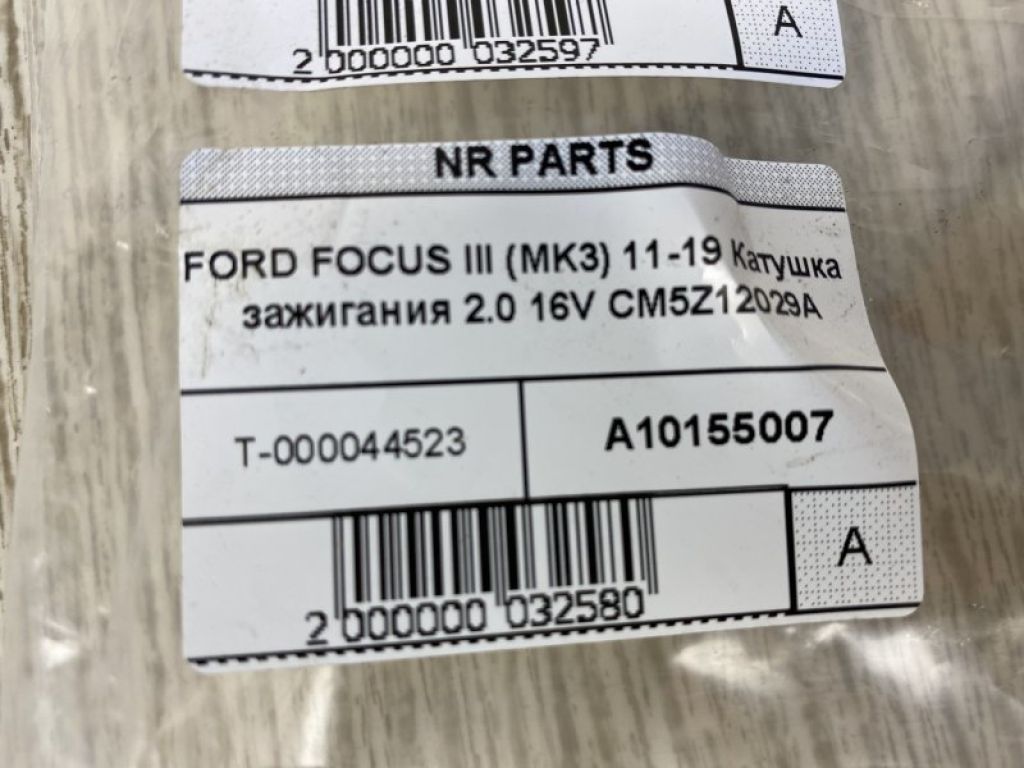 A
2 000000 032597
NR PARTS
FORD FOCUS III (MK3) 11-19 Катушка
зажигания 2.0 16V CM5Z12029A
T-000044523
A10155007
A
2 000000 032580